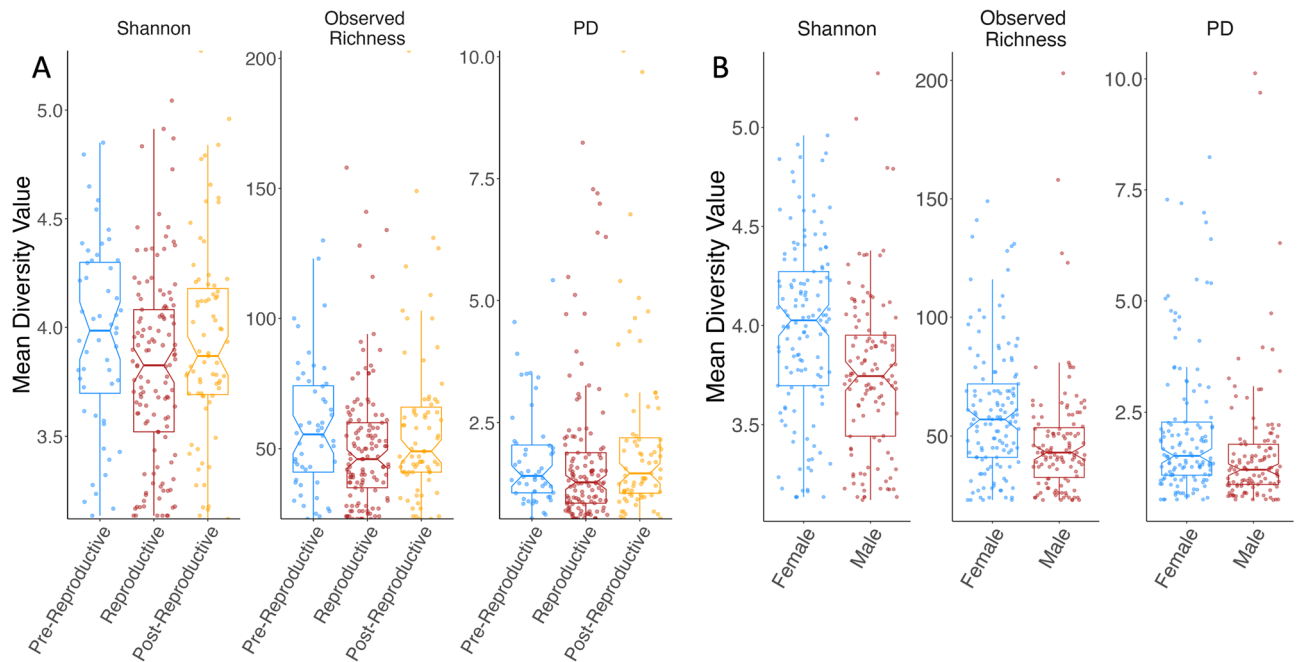 A
Mean Diversity Value
Shannon
5.0
4.5
4.0
3.5
Pre-Reproductive
Reproductive
Post-Reproductive
Observed
Richness
200
150
100
50
Pre-Reproductive
Reproductive
Post-Reproductive
PD
10.0
7.5
5.0
2.5
Pre-Reproductive
Reproductive
Post-Reproductive
B
Mean Diversity Value
Shannon
5.0
4.5
4.0
3.5
Female
Male
Observed
Richness
200
150
100
50
Female
Male
PD
10.0
7.5
5.0
2.5
Female
Male